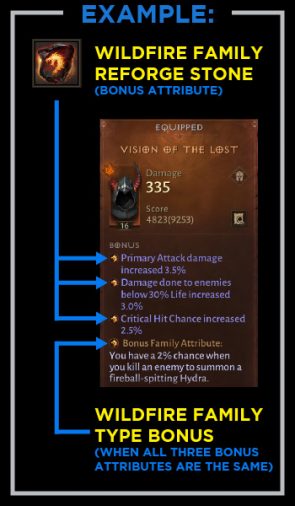 EXAMPLE:
WILDFIRE FAMILY
REFORGE STONE
(BONUS ATTRIBUTE)
EQUIPPED
VISION OF THE LOST
Damage
335
Score
4823(9253)
16
BONUS
Primary Attack damage
increased 3.5%
Damage done to enemies
below 30% Life increased
3.0%
Critical Hit Chance increased
2.5%
Bonus Family Attribute:
You have a 2% chance when
you kill an enemy to summon a
fireball-spitting Hydra.
WILDFIRE FAMILY
TYPE BONUS
(WHEN ALL THREE BONUS
ATTRIBUTES ARE THE SAME)